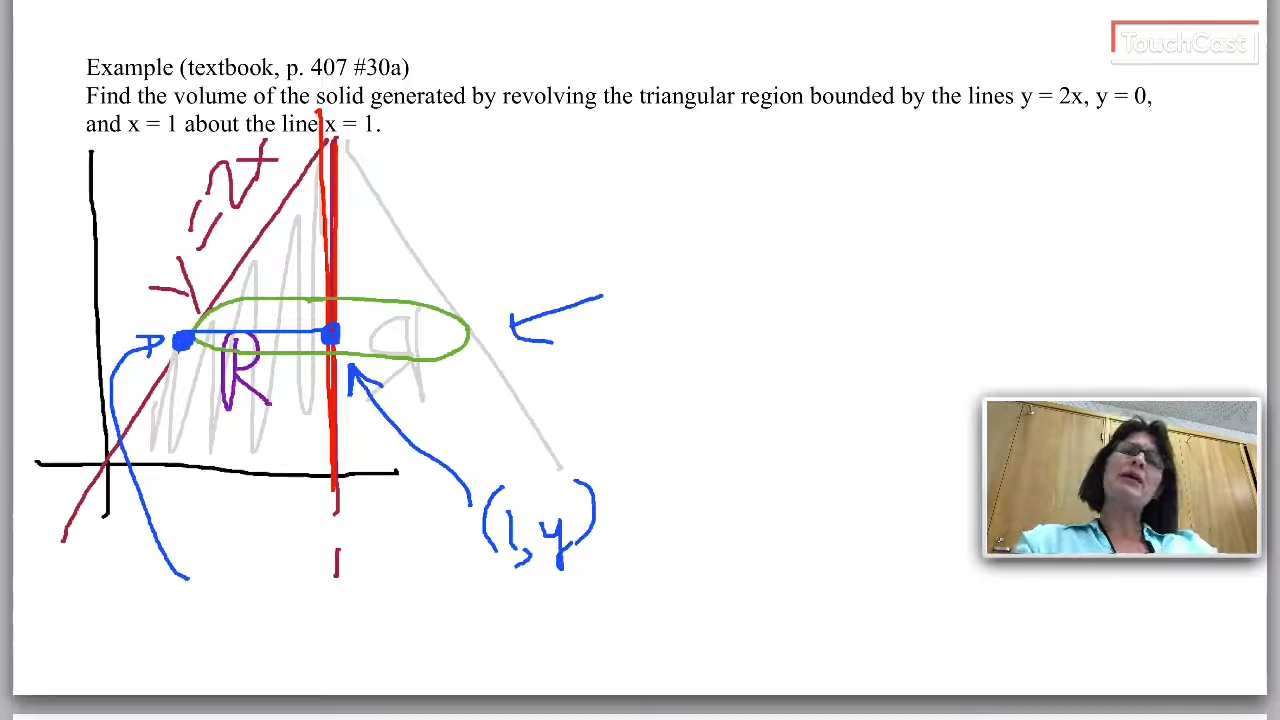 TouchCast
Example (textbook, p. 407 #30a)
Find the volume of the solid generated by revolving the triangular region bounded by the lines y = 2x, y = 0,
and x = 1 about the line x = 1.
y=2x
R
(1,y)